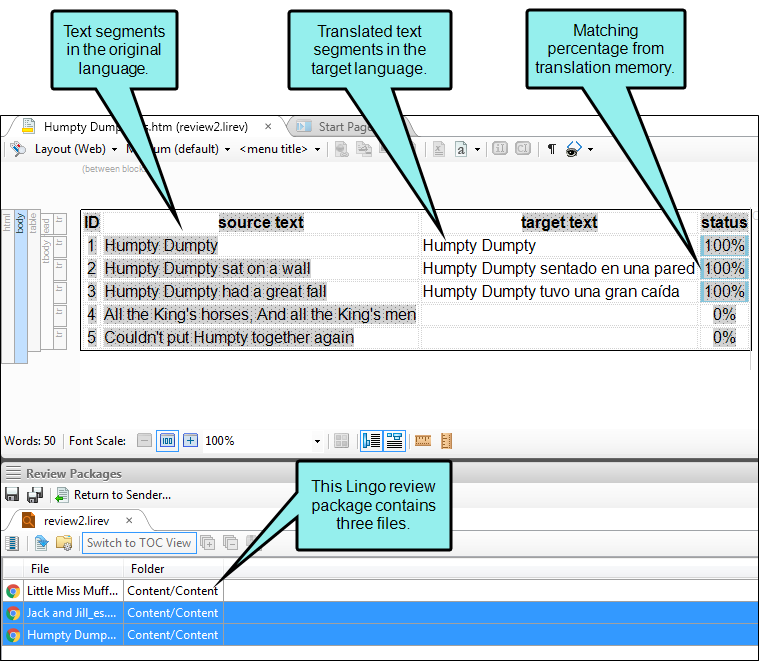 Text segments
in the original
language.
Translated text
segments in the
target language.
Matching
percentage from
translation memory.
Humpty Dump s.htm (review2.lirev) × Start Page
Layout (Web) (default) <menu title>
(between block
html body table ead tbody tr tr tr tr tr tr
ID source text target text status
1 Humpty Dumpty Humpty Dumpty 100%
2 Humpty Dumpty sat on a wall Humpty Dumpty sentado en una pared 100%
3 Humpty Dumpty had a great fall Humpty Dumpty tuvo una gran caída 100%
4 All the King's horses, And all the King's men 0%
5 Couldn't put Humpty together again 0%
Words: 50 Font Scale: 100%
Review Packages
Return to Sender...
This Lingo review
package contains
three files.
review2.lirev ×
Switch to TOC View
File Folder
Little Miss Muff... Content/Content
Jack and Jill_es.... Content/Content
Humpty Dump... Content/Content